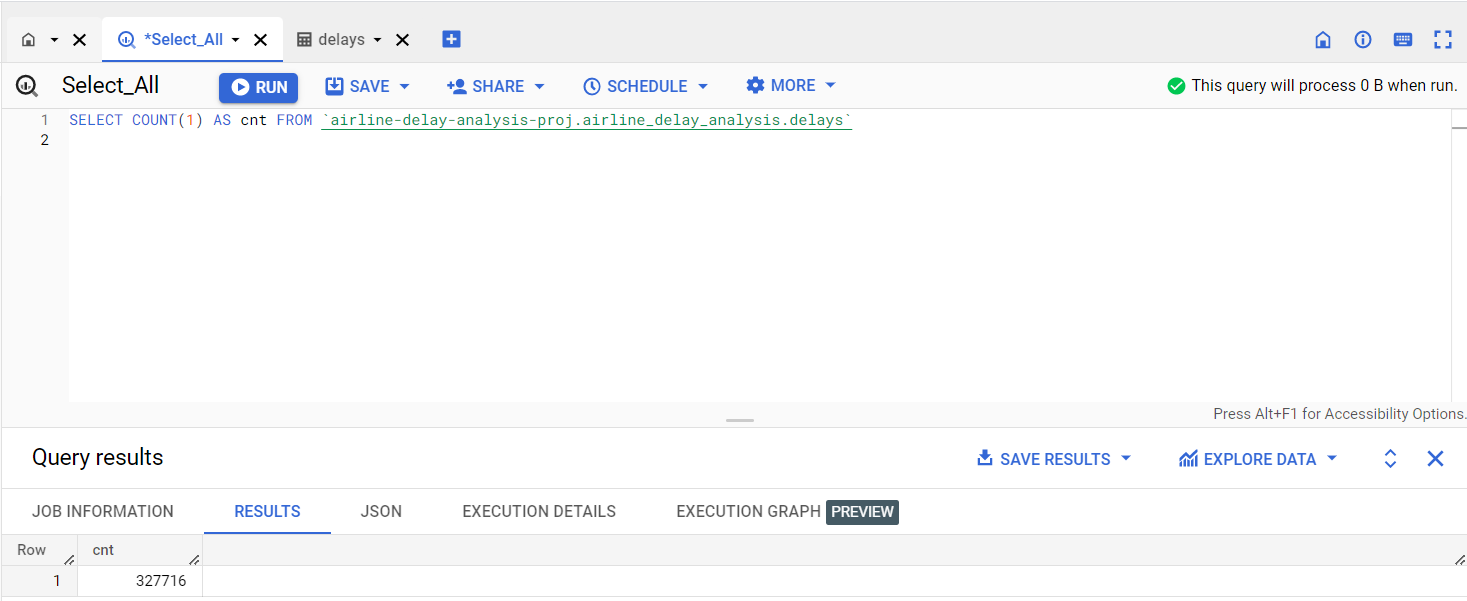 *Select_All
delays
Select_All
RUN
SAVE
SHARE
SCHEDULE
MORE
This query will process 0 B when run.
1 SELECT COUNT(1) AS cnt FROM `airline-delay-analysis-proj.airline_delay_analysis.delays`
2
Press Alt+F1 for Accessibility Options.
Query results
SAVE RESULTS
EXPLORE DATA
JOB INFORMATION
RESULTS
JSON
EXECUTION DETAILS
EXECUTION GRAPH PREVIEW
Row cnt
1 327716